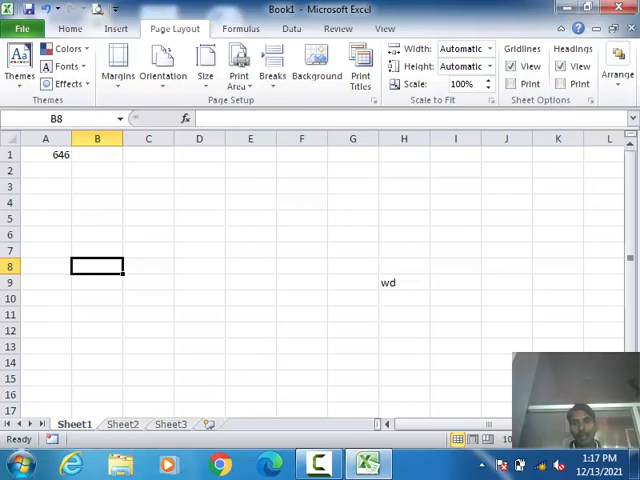 Book1 - Microsoft Excel
File Home Insert Page Layout Formulas Data Review View
Themes Colors Fonts Effects
Margins Orientation Size Print Area Breaks Background Print Titles
Width: Automatic
Height: Automatic
Scale: 100%
Gridlines Headings
View View
Print Print
Arrange
Themes Page Setup Scale to Fit Sheet Options
B8 fx
A B C D E F G H I J K L
1 646
2
3
4
5
6
7
8
9 wd
10
11
12
13
14
15
16
17
Sheet1 Sheet2 Sheet3
Ready
1:17 PM
12/13/2021